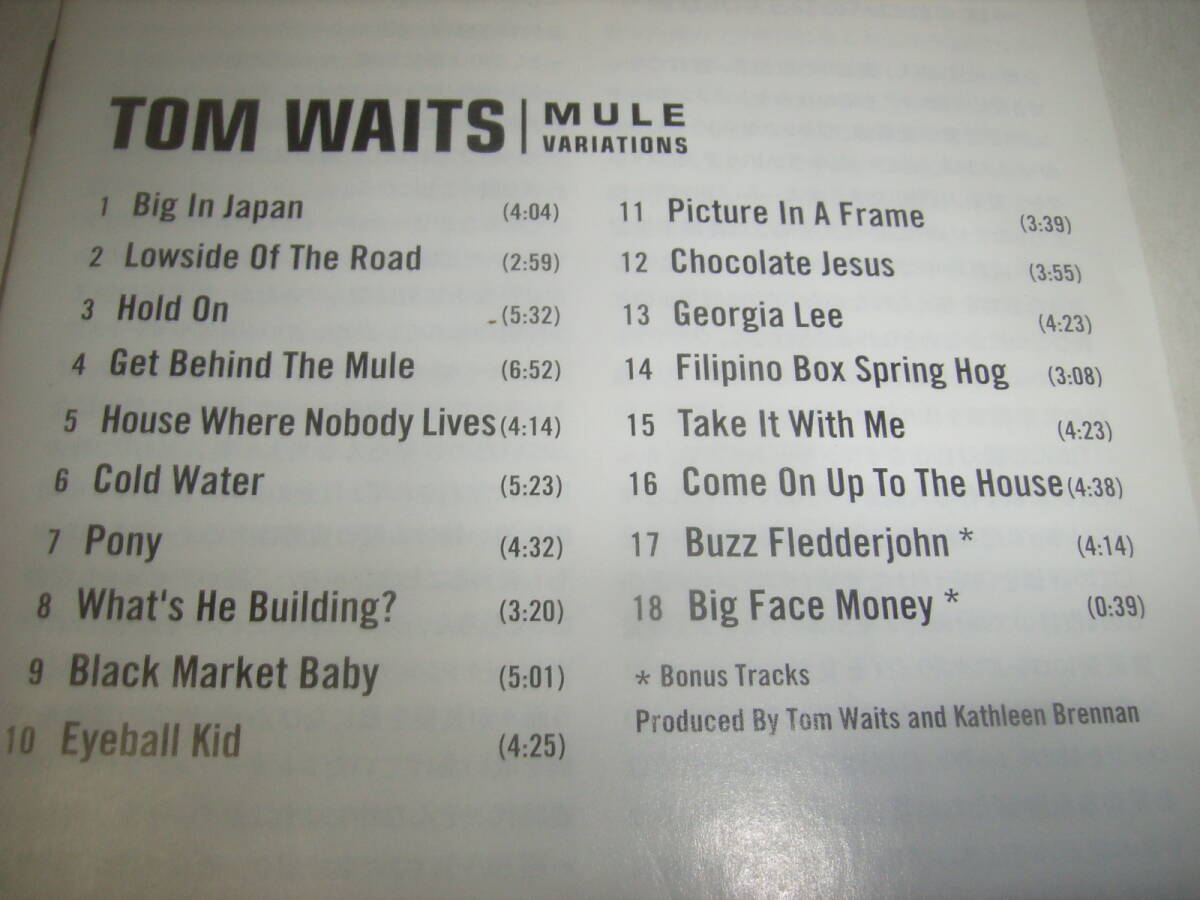 TOM WAITS | MULE VARIATIONS
1 Big In Japan (4:04)
2 Lowside Of The Road (2:59)
3 Hold On (5:32)
4 Get Behind The Mule (6:52)
5 House Where Nobody Lives (4:14)
6 Cold Water (5:23)
7 Pony (4:32)
8 What's He Building? (3:20)
9 Black Market Baby (5:01)
10 Eyeball Kid (4:25)
11 Picture In A Frame (3:39)
12 Chocolate Jesus (3:55)
13 Georgia Lee (4:23)
14 Filipino Box Spring Hog (3:08)
15 Take It With Me (4:23)
16 Come On Up To The House (4:38)
17 Buzz Fledderjohn * (4:14)
18 Big Face Money * (0:39)
* Bonus Tracks
Produced By Tom Waits and Kathleen Brennan